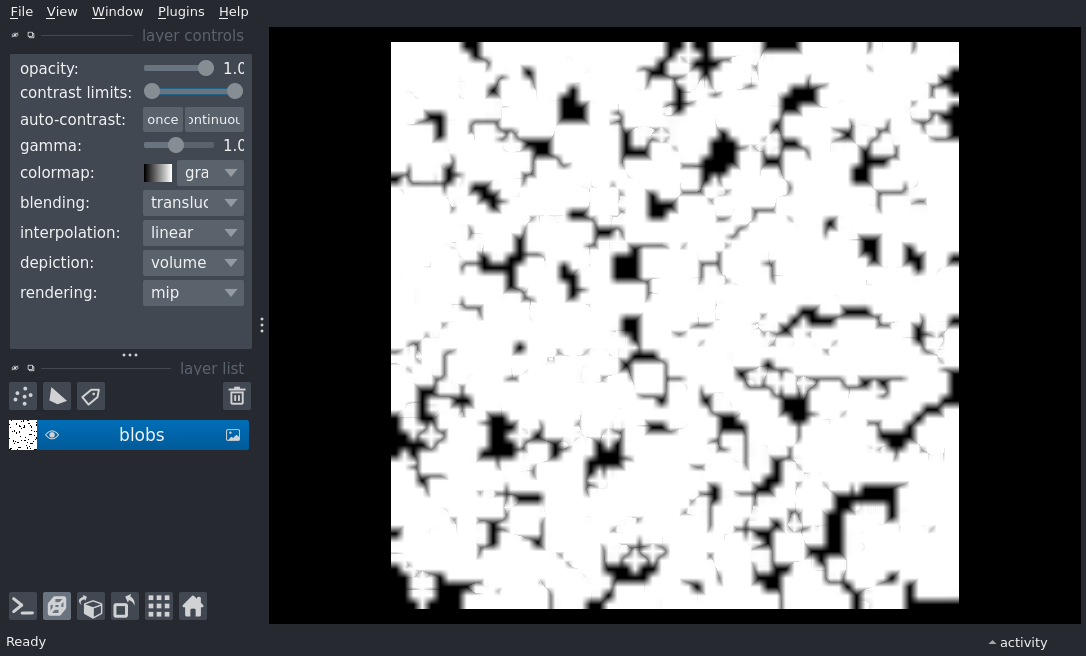 File View Window Plugins Help
layer controls
opacity: 1.0
contrast limits:
auto-contrast: once ontinuou
gamma: 1.0
colormap: gra
blending: transluc
interpolation: linear
depiction: volume
rendering: mip
layer list
blobs
Ready
activity